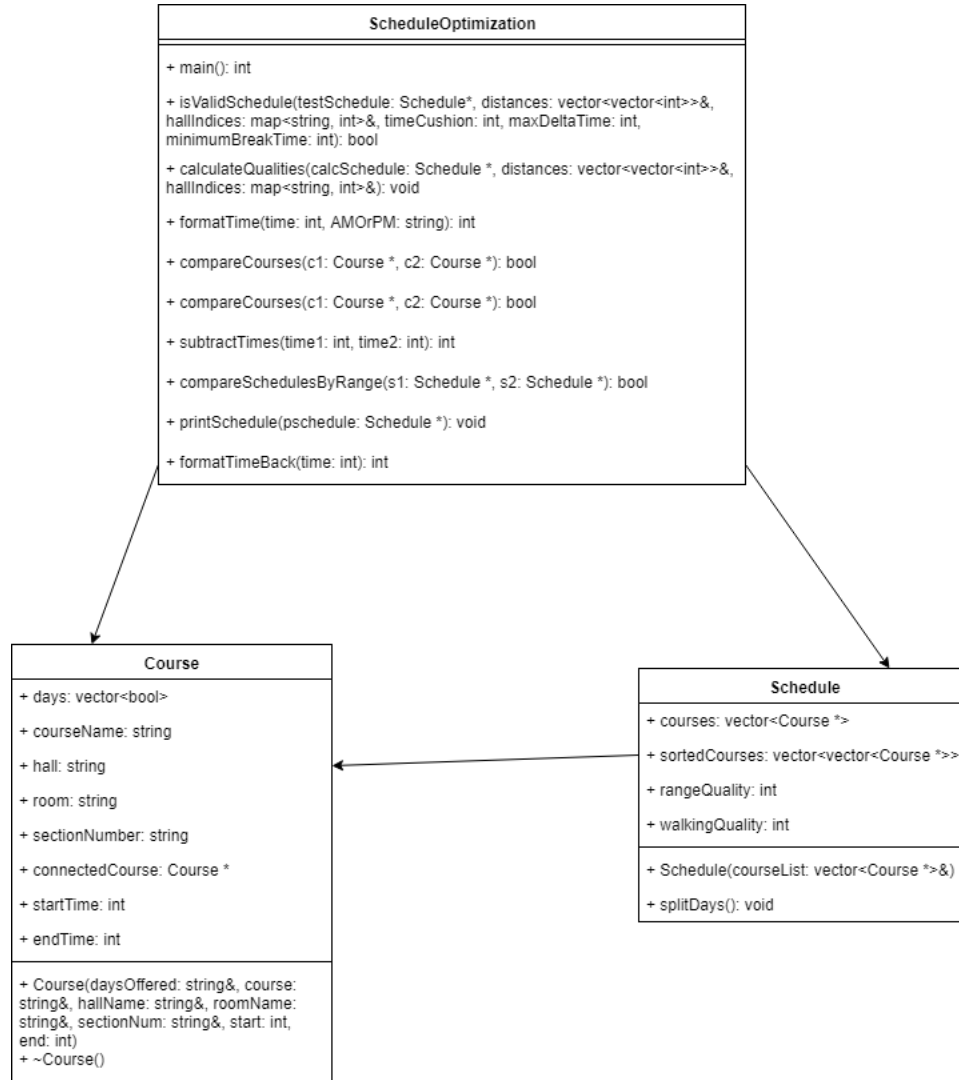 ScheduleOptimization
+ main(): int
+ isValidSchedule(testSchedule: Schedule*, distances: vector<vector<int>>&,
hallIndices: map<string, int>&, timeCushion: int, maxDeltaTime: int,
minimumBreakTime: int): bool
+ calculateQualities(calcSchedule: Schedule *, distances: vector<vector<int>>&,
hallIndices: map<string, int>&): void
+ formatTime(time: int, AMOrPM: string): int
+ compareCourses(c1: Course *, c2: Course *): bool
+ compareCourses(c1: Course *, c2: Course *): bool
+ subtractTimes(time1: int, time2: int): int
+ compareSchedulesByRange(s1: Schedule *, s2: Schedule *): bool
+ printSchedule(pschedule: Schedule *): void
+ formatTimeBack(time: int): int
Course
+ days: vector<bool>
+ courseName: string
+ hall: string
+ room: string
+ sectionNumber: string
+ connectedCourse: Course *
+ startTime: int
+ endTime: int
+ Course(daysOffered: string&, course:
string&, hallName: string&, roomName:
string&, sectionNum: string&, start: int,
end: int)
+ ~Course()
Schedule
+ courses: vector<Course *>
+ sortedCourses: vector<vector<Course *>>
+ rangeQuality: int
+ walkingQuality: int
+ Schedule(courseList: vector<Course *>&)
+ splitDays(): void